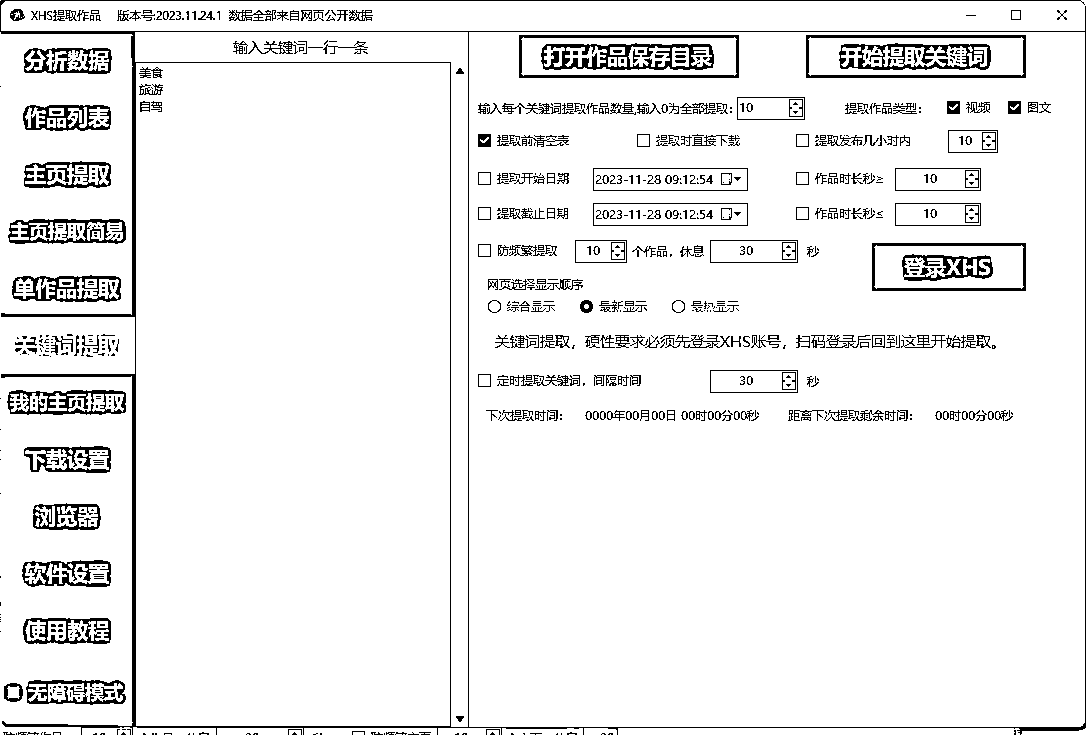 XHS提取作品 版本号:2023.11.24.1 数据全部来自网页公开数据
分析数据
作品列表
主页提取
主页提取简易
单作品提取
关键词提取
我的主页提取
下载设置
浏览器
软件设置
使用教程
无障碍模式
输入关键词一行一条
美食
旅游
自驾
打开作品保存目录 开始提取关键词
输入每个关键词提取作品数量,输入0为全部提取: 10 提取作品类型: 视频 图文
提取前清空表 提取时直接下载 提取发布几小时内 10
提取开始日期 2023-11-28 09:12:54 作品时长秒≥ 10
提取截止日期 2023-11-28 09:12:54 作品时长秒≤ 10
防频繁提取 10 个作品，休息 30 秒
登录XHS
网页选择显示顺序
综合显示 最新显示 最热显示
关键词提取，硬性要求必须先登录XHS账号，扫码登录后回到这里开始提取。
定时提取关键词，间隔时间 30 秒
下次提取时间: 0000年00月00日 00时00分00秒 距离下次提取剩余时间: 00时00分00秒